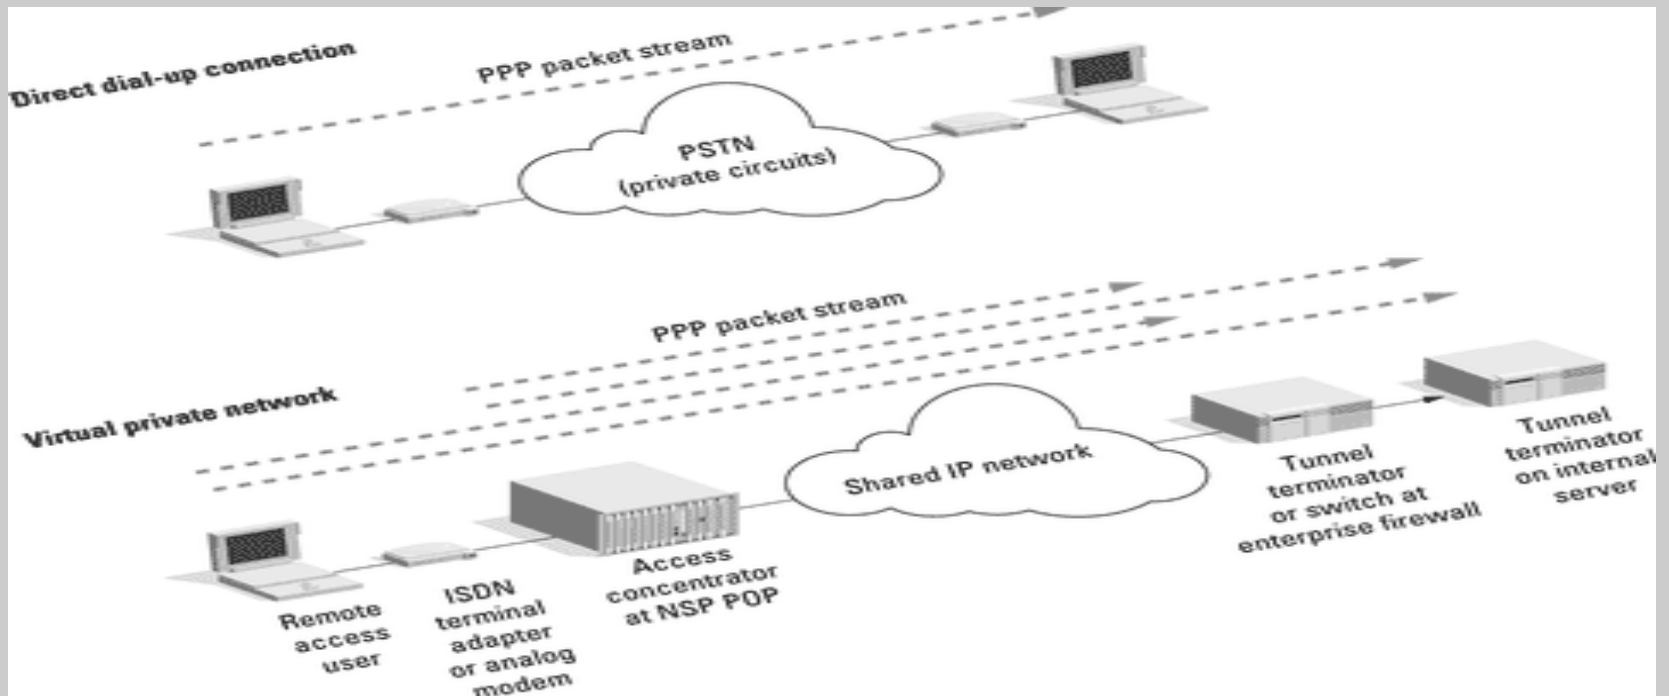 Direct dial-up connection
PPP packet stream
PSTN
(private circuits)
PPP packet stream
Virtual private network
Shared IP network
Remote
access
user
ISDN
terminal
adapter
or analog
modem
Access
concentrator
at NSP POP
Tunnel
terminator
or switch at
enterprise firewall
Tunnel
terminator
on internal
server